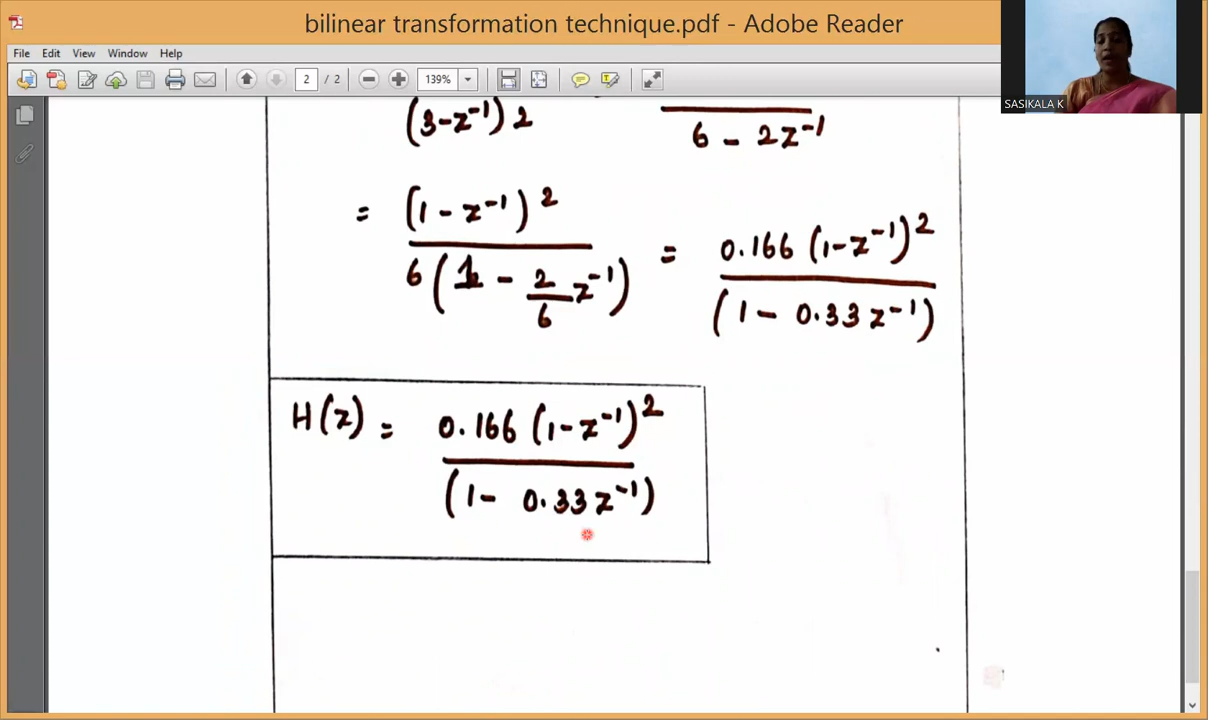 bilinear transformation technique.pdf - Adobe Reader
File Edit View Window Help
2 / 2 139%
SASIKALA K
(3-z⁻¹) 2
6 - 2z⁻¹
= (1 - z⁻¹)² / 6(1 - 2/6 z⁻¹) = 0.166 (1-z⁻¹)² / (1 - 0.33z⁻¹)
H(z) = 0.166 (1-z⁻¹)² / (1- 0.33z⁻¹)